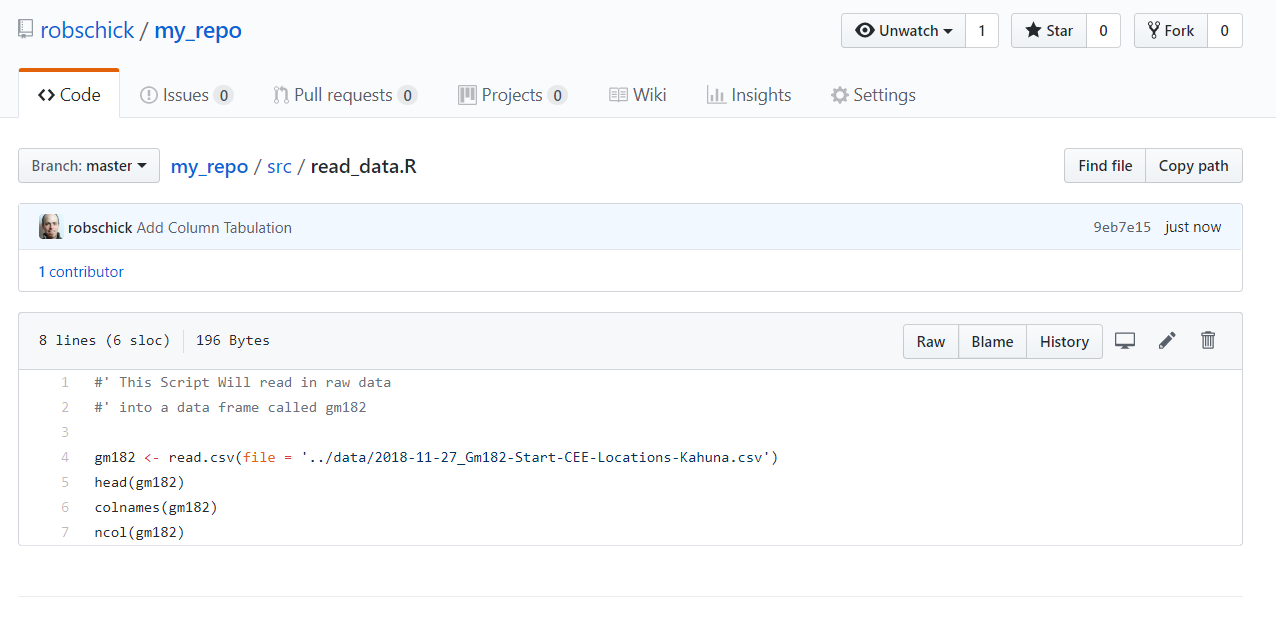 robschick / my_repo
Unwatch 1 Star 0 Fork 0
Code Issues 0 Pull requests 0 Projects 0 Wiki Insights Settings
Branch: master my_repo / src / read_data.R Find file Copy path
robschick Add Column Tabulation 9eb7e15 just now
1 contributor
8 lines (6 sloc) 196 Bytes Raw Blame History
1 #' This Script Will read in raw data
2 #' into a data frame called gm182
3
4 gm182 <- read.csv(file = '../data/2018-11-27_Gm182-Start-CEE-Locations-Kahuna.csv')
5 head(gm182)
6 colnames(gm182)
7 ncol(gm182)